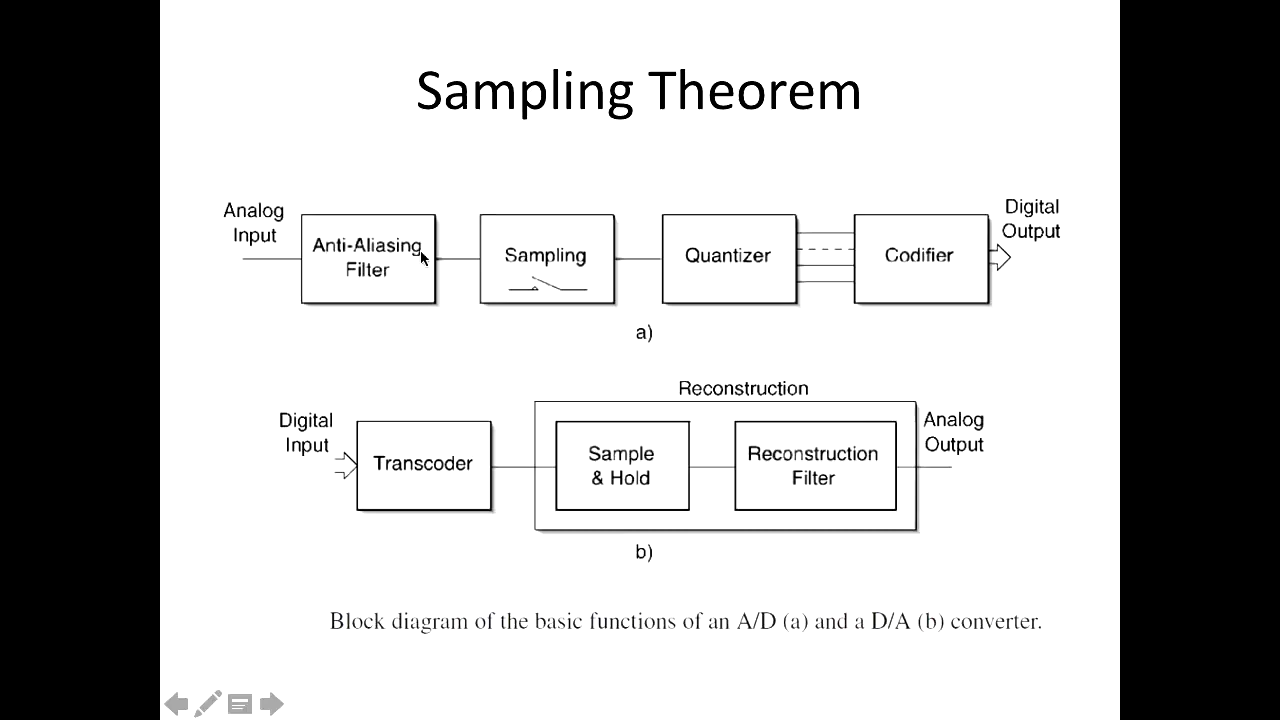 Sampling Theorem
Analog
Input
Anti-Aliasing
Filter
Sampling
Quantizer
Codifier
Digital
Output
a)
Reconstruction
Digital
Input
Transcoder
Sample
& Hold
Reconstruction
Filter
Analog
Output
b)
Block diagram of the basic functions of an A/D (a) and a D/A (b) converter.